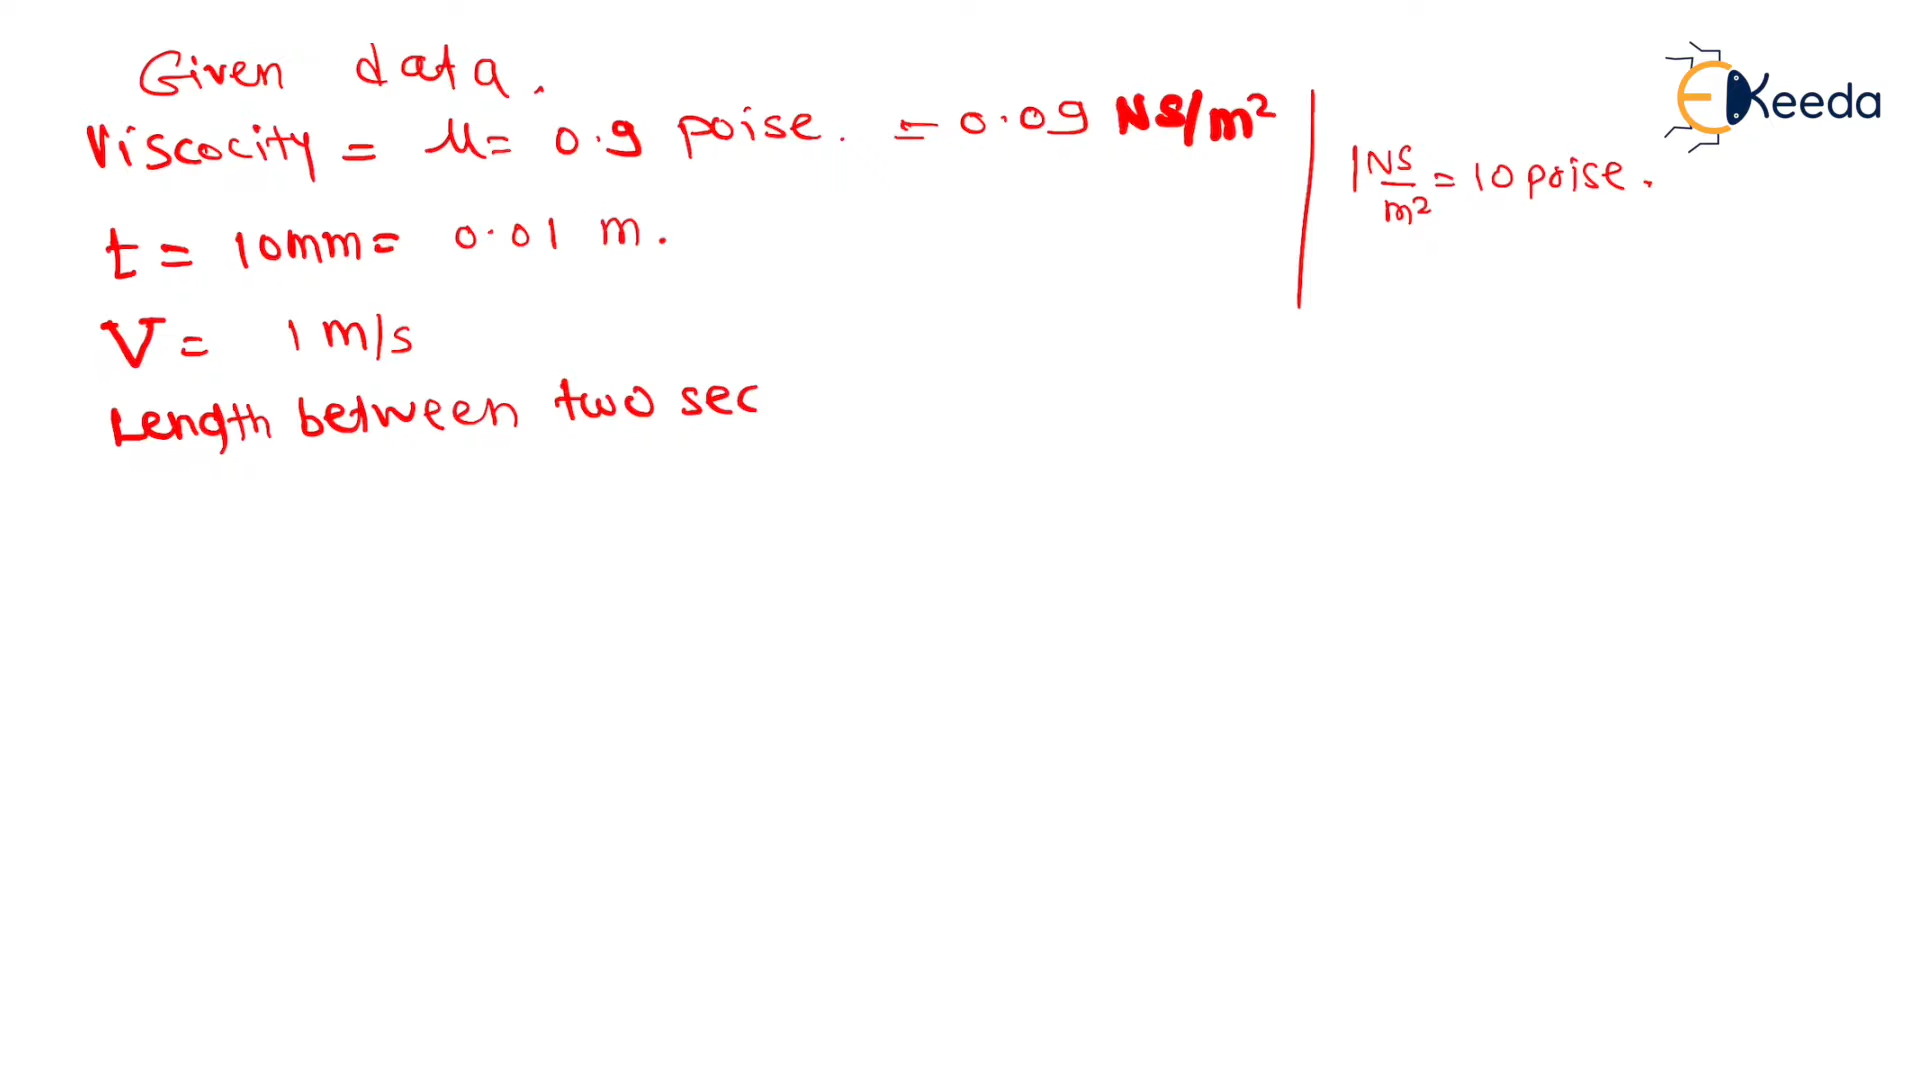 Given data.
Viscocity = μ = 0.9 poise. = 0.09 NS/m²
t = 10mm = 0.01 m.
V = 1 m/s
Length between two sec
1 NS/m² = 10 poise.
EKeeda